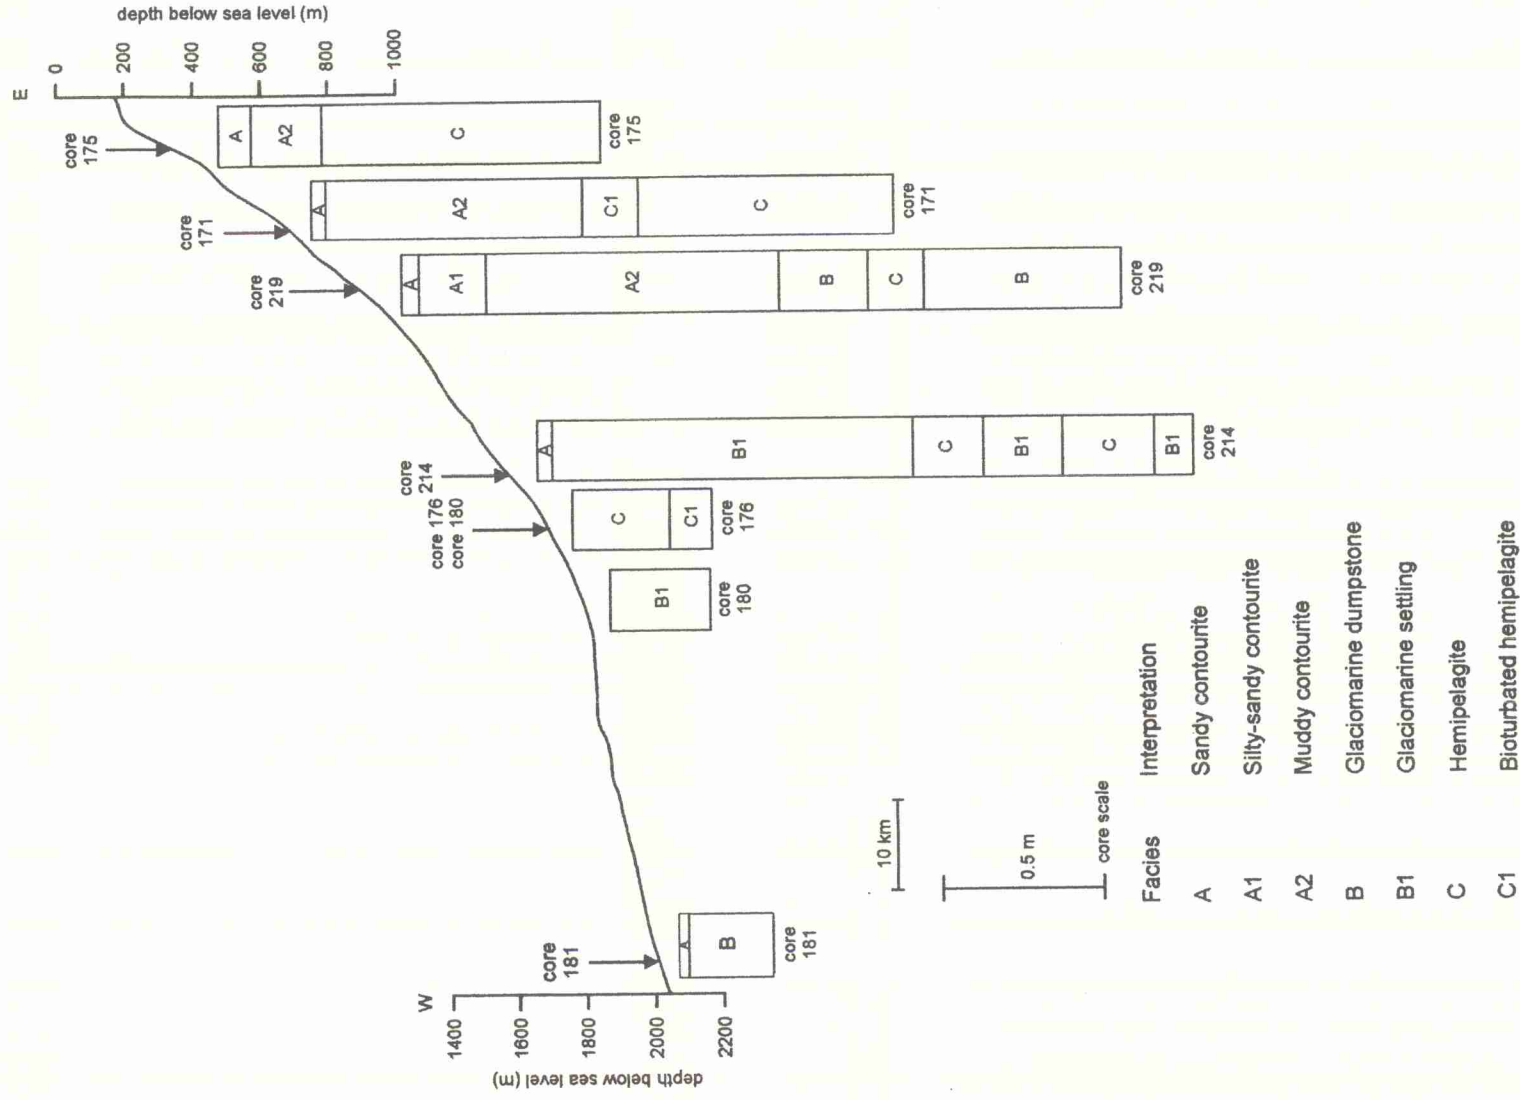 depth below sea level (m)
E
0
200
400
600
800
1000
core
175
A
A2
C
core
175
core
171
A
A2
C1
C
core
171
core
219
A
A1
A2
B
C
B
core
219
core
214
A
B1
C
B1
C
B1
core
214
core 176
core 180
C
C1
core
176
B1
core
180
core
181
A
B
core
181
W
1400
1600
1800
2000
2200
depth below sea level (m)
10 km
0.5 m
core scale
Facies Interpretation
A Sandy contourite
A1 Silty-sandy contourite
A2 Muddy contourite
B Glaciomarine dumpstone
B1 Glaciomarine settling
C Hemipelagite
C1 Bioturbated hemipelagite